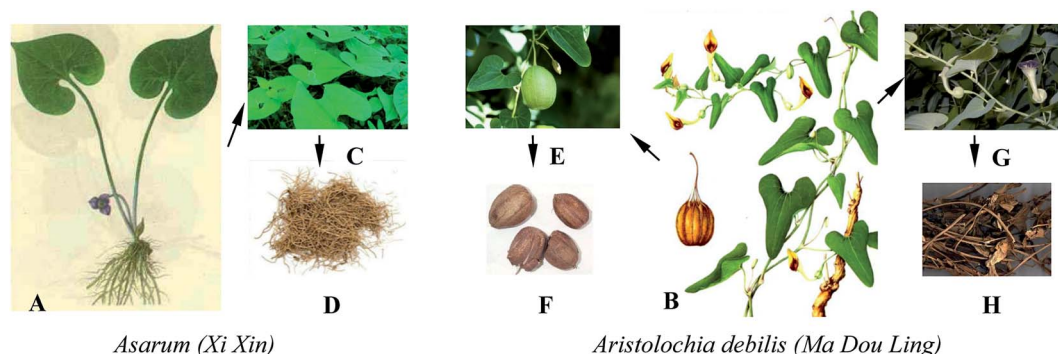 C
E
G
A
D
F
B
H
Asarum (Xi Xin)
Aristolochia debilis (Ma Dou Ling)